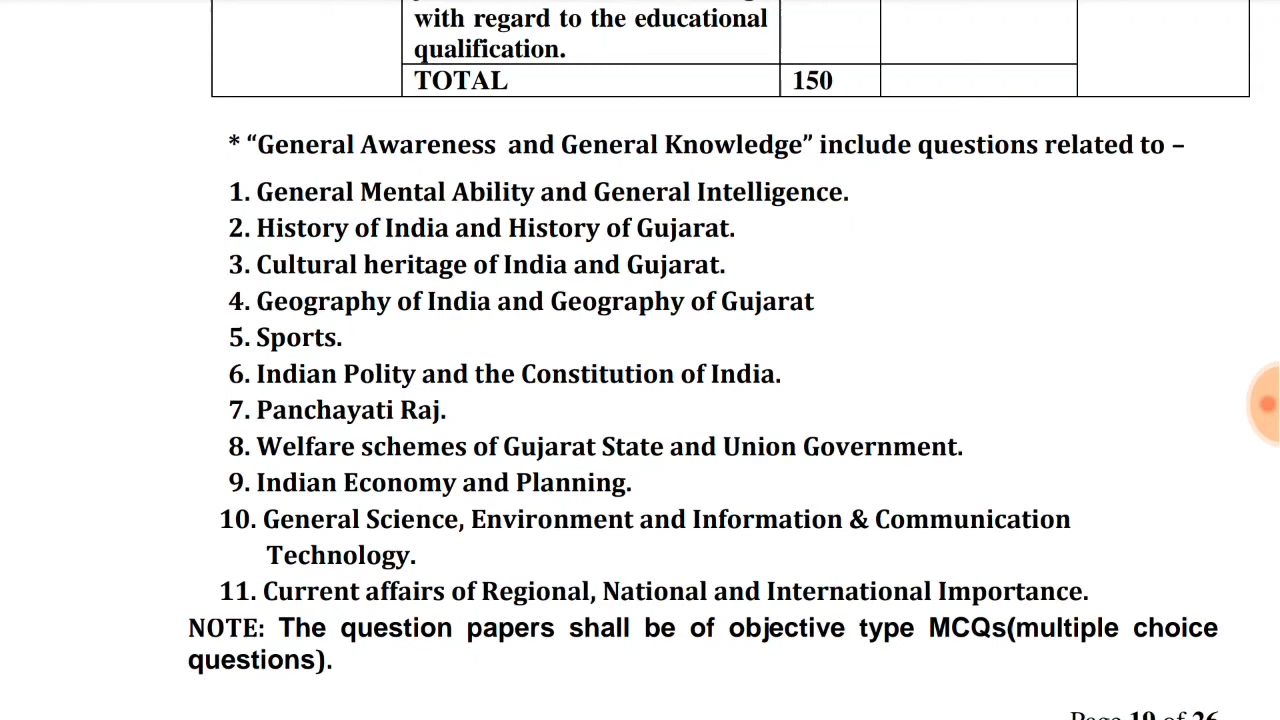 with regard to the educational
qualification.
TOTAL
150
* “General Awareness and General Knowledge” include questions related to –
1. General Mental Ability and General Intelligence.
2. History of India and History of Gujarat.
3. Cultural heritage of India and Gujarat.
4. Geography of India and Geography of Gujarat
5. Sports.
6. Indian Polity and the Constitution of India.
7. Panchayati Raj.
8. Welfare schemes of Gujarat State and Union Government.
9. Indian Economy and Planning.
10. General Science, Environment and Information & Communication
Technology.
11. Current affairs of Regional, National and International Importance.
NOTE: The question papers shall be of objective type MCQs(multiple choice
questions).
Page 19 of 26